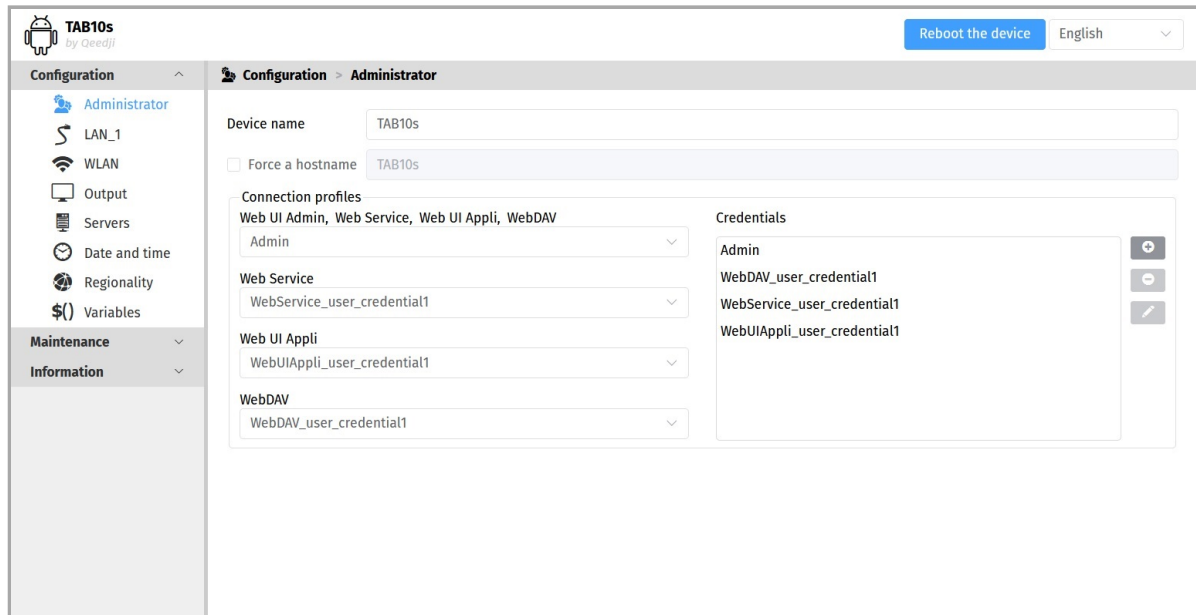 TAB10s
by Qeedji
Reboot the device
English
Configuration
Administrator
LAN_1
WLAN
Output
Servers
Date and time
Regionality
$() Variables
Maintenance
Information
Configuration > Administrator
Device name
TAB10s
Force a hostname
TAB10s
Connection profiles
Web UI Admin, Web Service, Web UI Appli, WebDAV
Admin
Web Service
WebService_user_credential1
Web UI Appli
WebUIAppli_user_credential1
WebDAV
WebDAV_user_credential1
Credentials
Admin
WebDAV_user_credential1
WebService_user_credential1
WebUIAppli_user_credential1